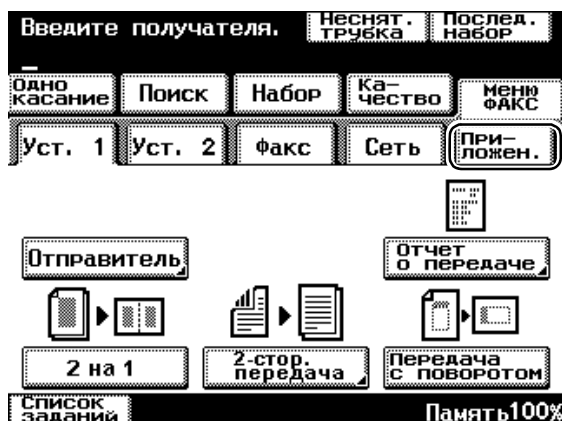 Введите получателя.
Неснят.
трубка
Послед.
набор
Одно
касание
Поиск
Набор
Ка-
чество
Меню
ФАКС
Уст. 1
Уст. 2
Факс
Сеть
При-
ложен.
Отправитель
Отчет
о передаче
2 на 1
2-стор.
передача
Передача
с поворотом
Список
заданий
Память100%